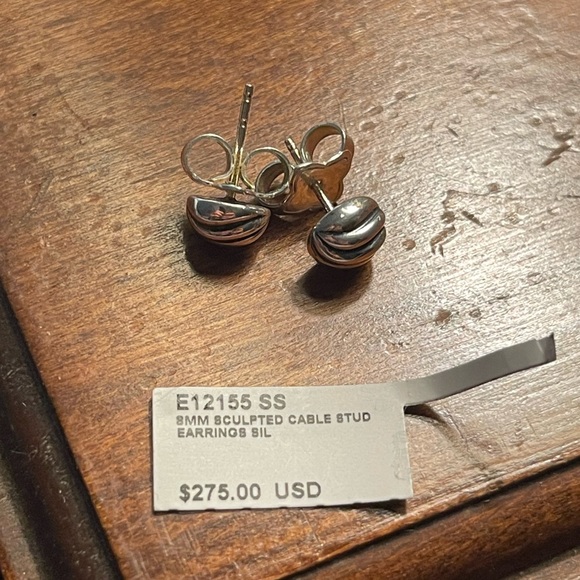 E12155 SS
8MM SCULPTED CABLE STUD
EARRINGS SIL
$275.00 USD